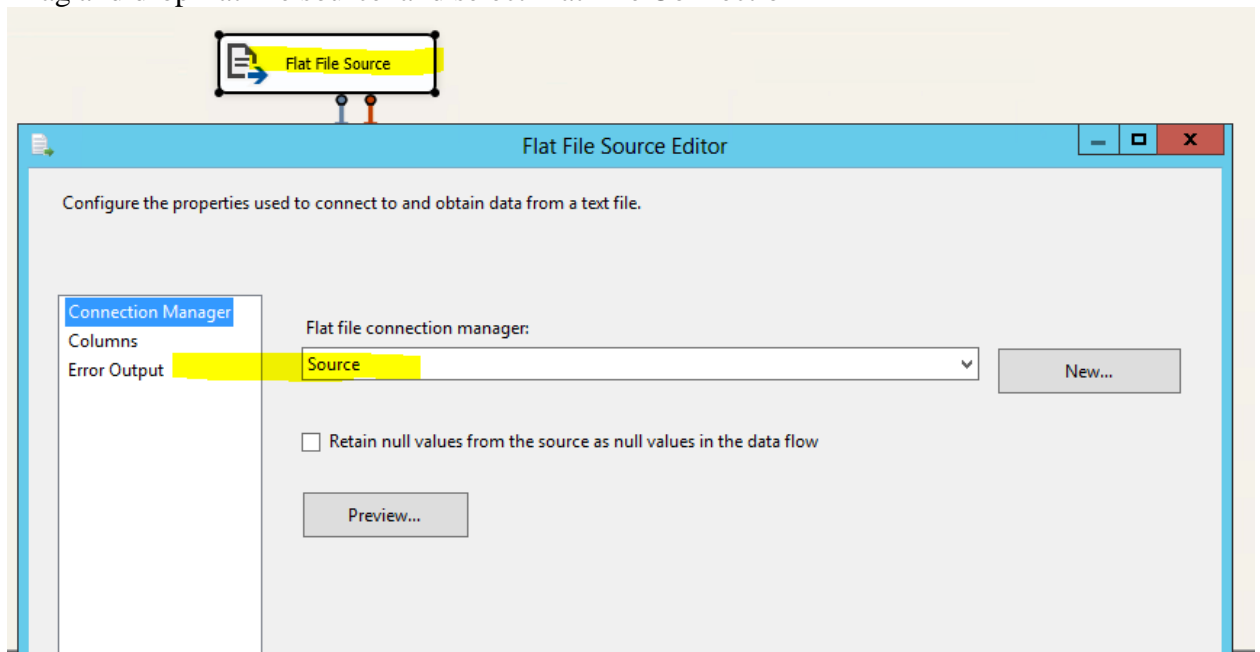 Flat File Source
Flat File Source Editor
Configure the properties used to connect to and obtain data from a text file.
Connection Manager
Columns
Error Output
Flat file connection manager:
Source
New...
Retain null values from the source as null values in the data flow
Preview...